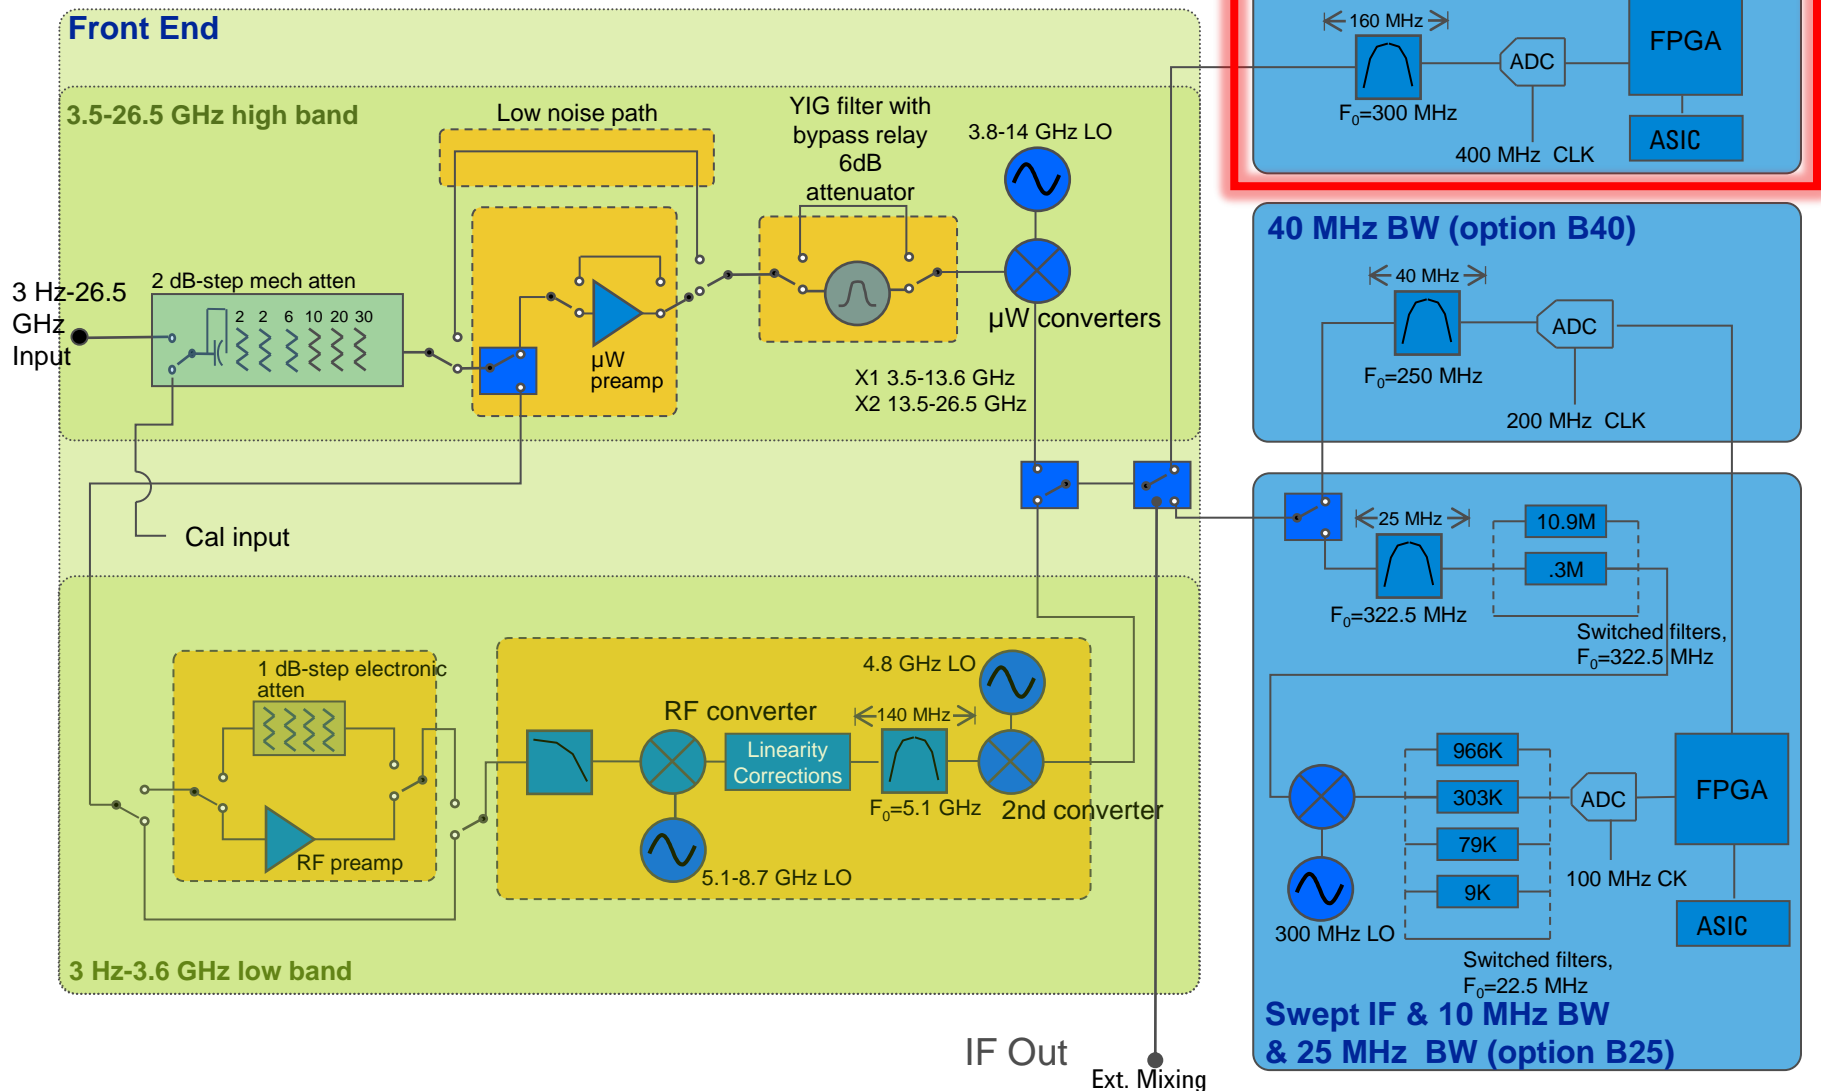 Front End
3.5-26.5 GHz high band
Low noise path
YIG filter with
bypass relay
6dB
attenuator
3.8-14 GHz LO
3 Hz-26.5
GHz
Input
2 dB-step mech atten
2 2 6 10 20 30
µW
preamp
µW converters
X1 3.5-13.6 GHz
X2 13.5-26.5 GHz
Cal input
1 dB-step electronic
atten
RF preamp
RF converter
4.8 GHz LO
140 MHz
Linearity
Corrections
F0=5.1 GHz
2nd converter
5.1-8.7 GHz LO
3 Hz-3.6 GHz low band
IF Out
Ext. Mixing
160 MHz
F0=300 MHz
ADC
400 MHz CLK
FPGA
ASIC
40 MHz BW (option B40)
40 MHz
F0=250 MHz
ADC
200 MHz CLK
25 MHz
F0=322.5 MHz
10.9M
.3M
Switched filters,
F0=322.5 MHz
966K
303K
79K
9K
ADC
100 MHz CK
FPGA
ASIC
300 MHz LO
Switched filters,
F0=22.5 MHz
Swept IF & 10 MHz BW
& 25 MHz BW (option B25)